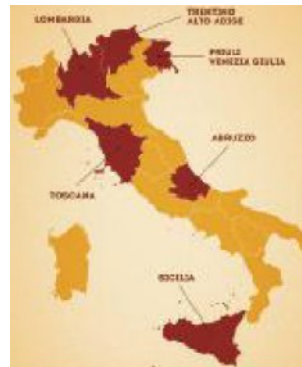 LOMBARDIA
TRENTINO
ALTO ADIGE
FRIULI
VENEZIA GIULIA
ABRUZZO
TOSCANA
SICILIA